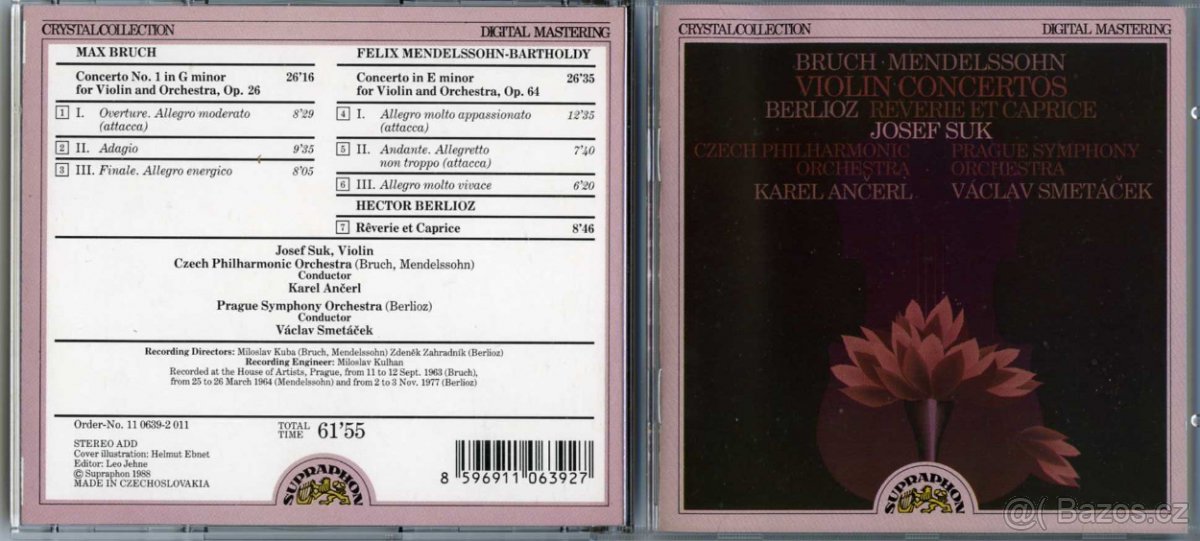 CRYSTALCOLLECTION
DIGITAL MASTERING
MAX BRUCH
Concerto No. 1 in G minor 26'16
for Violin and Orchestra, Op. 26
1 I. Overture. Allegro moderato 8'29
(attacca)
2 II. Adagio 9'35
3 III. Finale. Allegro energico 8'05
FELIX MENDELSSOHN-BARTHOLDY
Concerto in E minor 26'35
for Violin and Orchestra, Op. 64
4 I. Allegro molto appassionato 12'35
(attacca)
5 II. Andante. Allegretto
non troppo (attacca) 7'40
6 III. Allegro molto vivace 6'20
HECTOR BERLIOZ
7 Rêverie et Caprice 8'46
Josef Suk, Violin
Czech Philharmonic Orchestra (Bruch, Mendelssohn)
Conductor
Karel Ančerl
Prague Symphony Orchestra (Berlioz)
Conductor
Václav Smetáček
Recording Directors: Miloslav Kuba (Bruch, Mendelssohn) Zdeněk Zahradník (Berlioz)
Recording Engineer: Miloslav Kulhan
Recorded at the House of Artists, Prague, from 11 to 12 Sept. 1963 (Bruch),
from 25 to 26 March 1964 (Mendelssohn) and from 2 to 3 Nov. 1977 (Berlioz)
Order-No. 11 0639-2 011
TOTAL TIME 61'55
STEREO ADD
Cover illustration: Helmut Ebnet
Editor: Leo Jehne
© Supraphon 1988
MADE IN CZECHOSLOVAKIA
SUPRAPHON
8 596911 063927
CRYSTALCOLLECTION
DIGITAL MASTERING
BRUCH·MENDELSSOHN
VIOLIN·CONCERTOS
BERLIOZ REVERIE ET CAPRICE
JOSEF SUK
CZECH PHILHARMONIC
ORCHESTRA
KAREL ANČERL
PRAGUE SYMPHONY
ORCHESTRA
VÁCLAV SMETÁČEK
SUPRAPHON
@( Bazos.cz